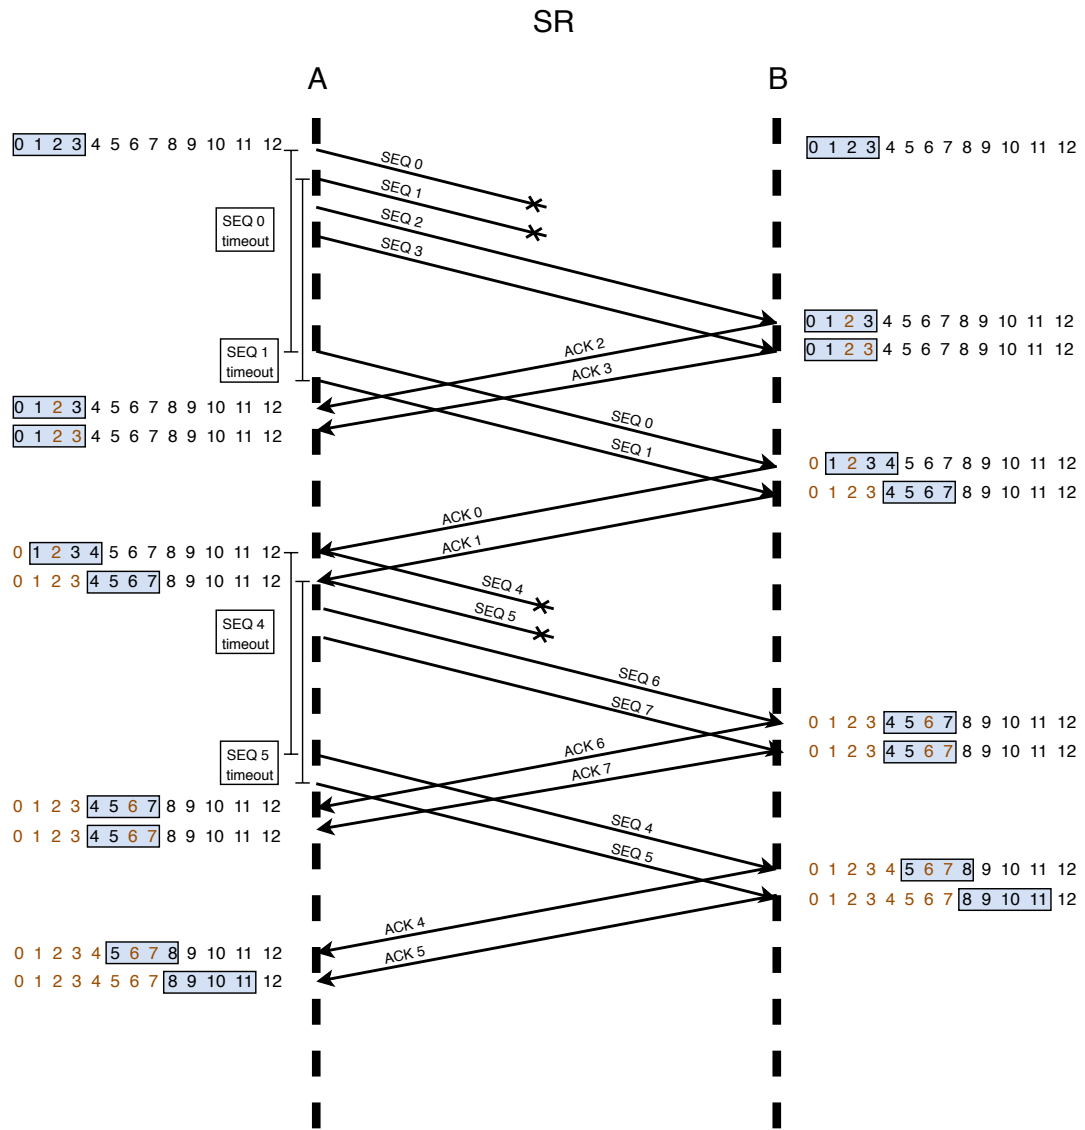 SR
A
B
0 1 2 3 4 5 6 7 8 9 10 11 12
0 1 2 3 4 5 6 7 8 9 10 11 12
SEQ 0
SEQ 1
SEQ 2
SEQ 3
SEQ 0
timeout
0 1 2 3 4 5 6 7 8 9 10 11 12
0 1 2 3 4 5 6 7 8 9 10 11 12
SEQ 1
timeout
ACK 2
ACK 3
0 1 2 3 4 5 6 7 8 9 10 11 12
0 1 2 3 4 5 6 7 8 9 10 11 12
SEQ 0
SEQ 1
0 1 2 3 4 5 6 7 8 9 10 11 12
0 1 2 3 4 5 6 7 8 9 10 11 12
ACK 0
ACK 1
0 1 2 3 4 5 6 7 8 9 10 11 12
0 1 2 3 4 5 6 7 8 9 10 11 12
SEQ 4
SEQ 5
SEQ 4
timeout
SEQ 6
SEQ 7
0 1 2 3 4 5 6 7 8 9 10 11 12
0 1 2 3 4 5 6 7 8 9 10 11 12
SEQ 5
timeout
ACK 6
ACK 7
0 1 2 3 4 5 6 7 8 9 10 11 12
0 1 2 3 4 5 6 7 8 9 10 11 12
SEQ 4
SEQ 5
0 1 2 3 4 5 6 7 8 9 10 11 12
0 1 2 3 4 5 6 7 8 9 10 11 12
ACK 4
ACK 5
0 1 2 3 4 5 6 7 8 9 10 11 12
0 1 2 3 4 5 6 7 8 9 10 11 12